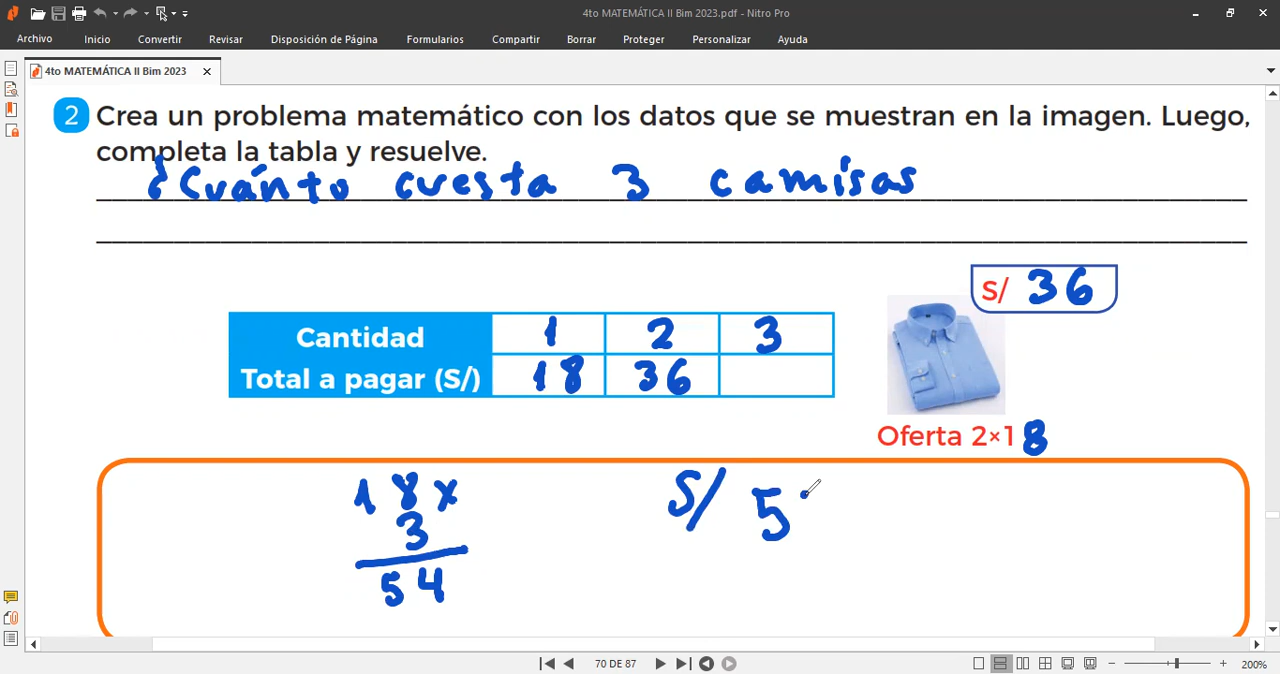 4to MATEMÁTICA II Bim 2023.pdf - Nitro Pro
Archivo Inicio Convertir Revisar Disposición de Página Formularios Compartir Borrar Proteger Personalizar Ayuda
4to MATEMÁTICA II Bim 2023 ×
2 Crea un problema matemático con los datos que se muestran en la imagen. Luego,
completa la tabla y resuelve.
¿Cuánto cuesta 3 camisas
S/ 36
Cantidad 1 2 3
Total a pagar (S/) 18 36
Oferta 2×1 8
18 x
3
54
S/ 5
70 DE 87
200%